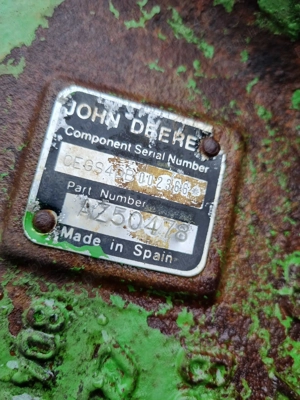 JOHN DEERE
Component Serial Number
Part Number
AZ50478
Made in Spain